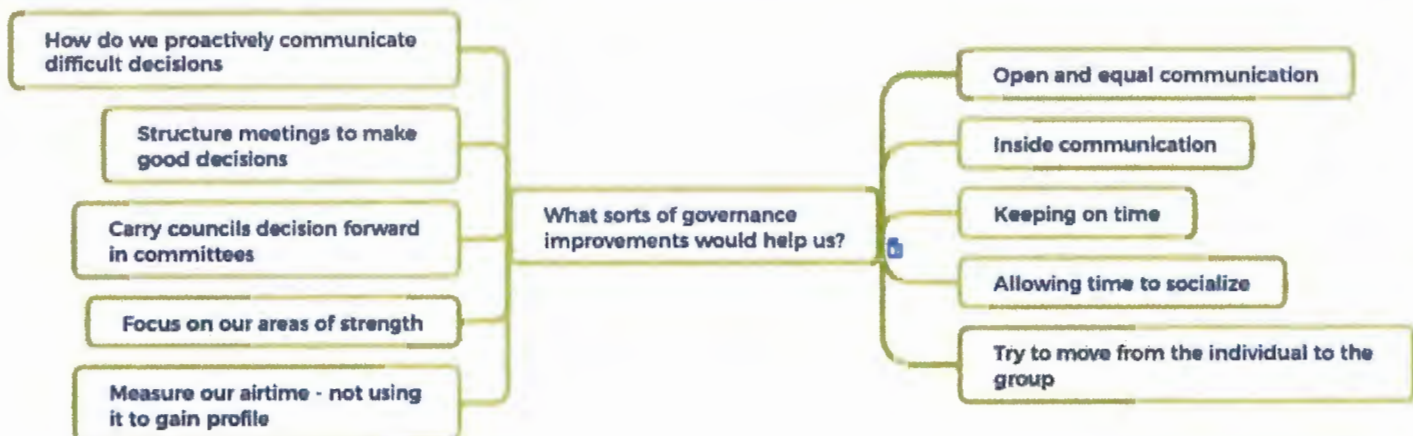 How do we proactively communicate
difficult decisions
Structure meetings to make
good decisions
Carry councils decision forward
in committees
Focus on our areas of strength
Measure our airtime - not using
it to gain profile
What sorts of governance
improvements would help us?
Open and equal communication
Inside communication
Keeping on time
Allowing time to socialize
Try to move from the individual to the
group